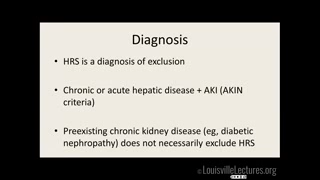 Diagnosis
• HRS is a diagnosis of exclusion
• Chronic or acute hepatic disease + AKI (AKIN
criteria)
• Preexisting chronic kidney disease (eg, diabetic
nephropathy) does not necessarily exclude HRS
LouisvilleLectures.org